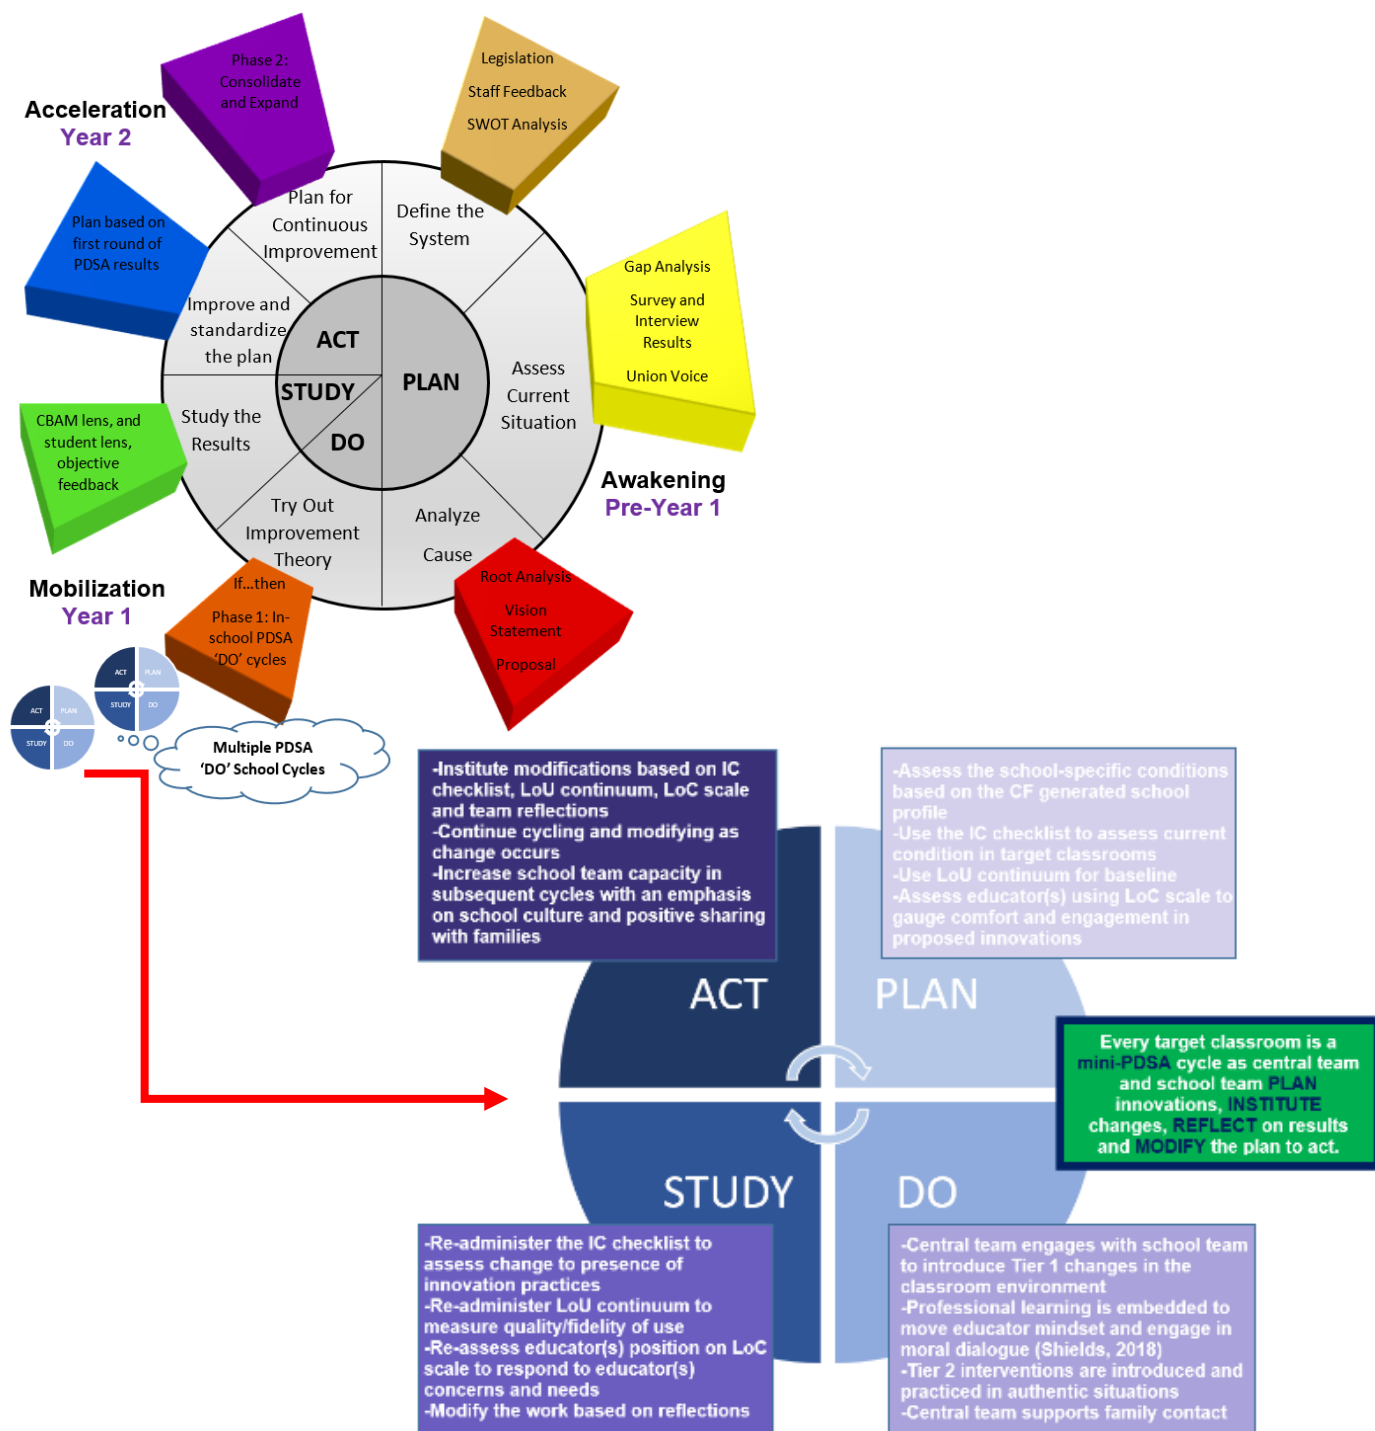 Phase 2:
Consolidate
and Expand
Legislation
Staff Feedback
SWOT Analysis
Acceleration
Year 2
Plan based on
first round of
PDSA results
Plan for
Continuous
Improvement
Define the
System
Gap Analysis
Survey and
Interview
Results
Union Voice
Improve and
standardize
the plan
ACT
STUDY
DO
PLAN
Assess
Current
Situation
CBAM lens, and
student lens,
objective
feedback
Study the
Results
Awakening
Pre-Year 1
Try Out
Improvement
Theory
Analyze
Cause
Root Analysis
Vision
Statement
Proposal
Mobilization
Year 1
If...then
Phase 1: In-
school PDSA
‘DO’ cycles
ACT
PLAN
STUDY
DO
ACT
PLAN
STUDY
DO
Multiple PDSA
‘DO’ School Cycles
-Institute modifications based on IC
checklist, LoU continuum, LoC scale
and team reflections
-Continue cycling and modifying as
change occurs
-Increase school team capacity in
subsequent cycles with an emphasis
on school culture and positive sharing
with families
-Assess the school-specific conditions
based on the CF generated school
profile
-Use the IC checklist to assess current
condition in target classrooms
-Use LoU continuum for baseline
-Assess educator(s) using LoC scale to
gauge comfort and engagement in
proposed innovations
ACT
PLAN
Every target classroom is a
mini-PDSA cycle as central team
and school team PLAN
innovations, INSTITUTE
changes, REFLECT on results
and MODIFY the plan to act.
STUDY
DO
-Re-administer the IC checklist to
assess change to presence of
innovation practices
-Re-administer LoU continuum to
measure quality/fidelity of use
-Re-assess educator(s) position on LoC
scale to respond to educator(s)
concerns and needs
-Modify the work based on reflections
-Central team engages with school team
to introduce Tier 1 changes in the
classroom environment
-Professional learning is embedded to
move educator mindset and engage in
moral dialogue (Shields, 2018)
-Tier 2 interventions are introduced and
practiced in authentic situations
-Central team supports family contact